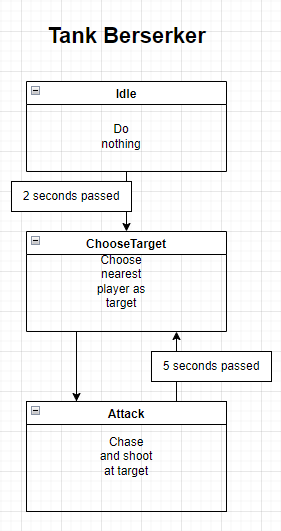 Tank Berserker
Idle
Do
nothing
2 seconds passed
ChooseTarget
Choose
nearest
player as
target
5 seconds passed
Attack
Chase
and shoot
at target